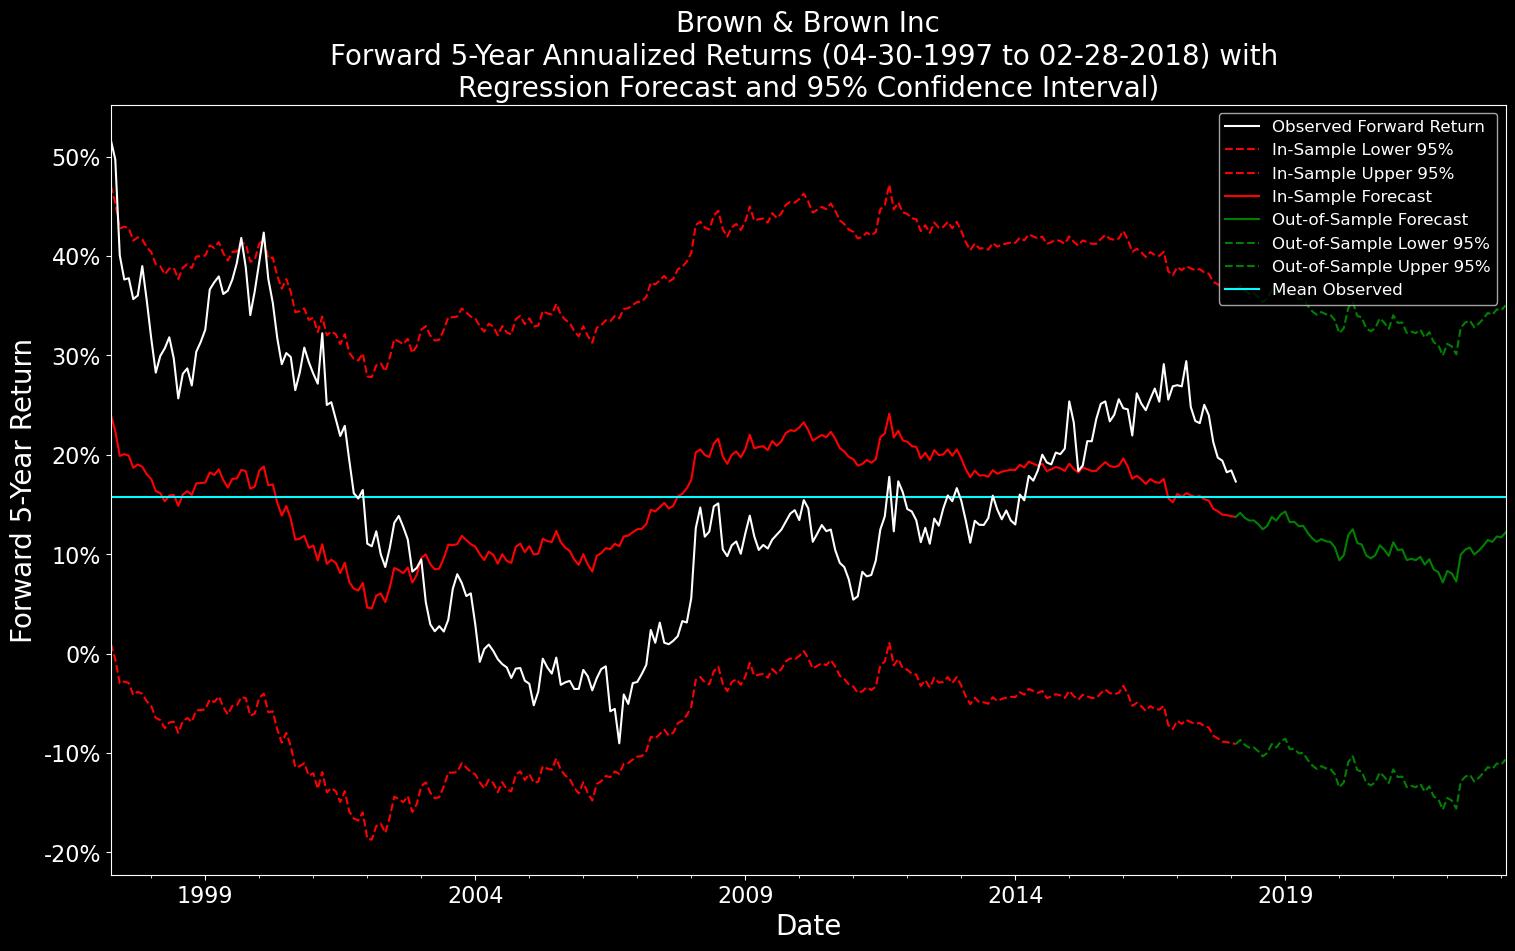 Brown & Brown Inc
Forward 5-Year Annualized Returns (04-30-1997 to 02-28-2018) with
Regression Forecast and 95% Confidence Interval)
Observed Forward Return
In-Sample Lower 95%
In-Sample Upper 95%
In-Sample Forecast
Out-of-Sample Forecast
Out-of-Sample Lower 95%
Out-of-Sample Upper 95%
Mean Observed
Forward 5-Year Return
50%
40%
30%
20%
10%
0%
-10%
-20%
1999 2004 2009 2014 2019
Date